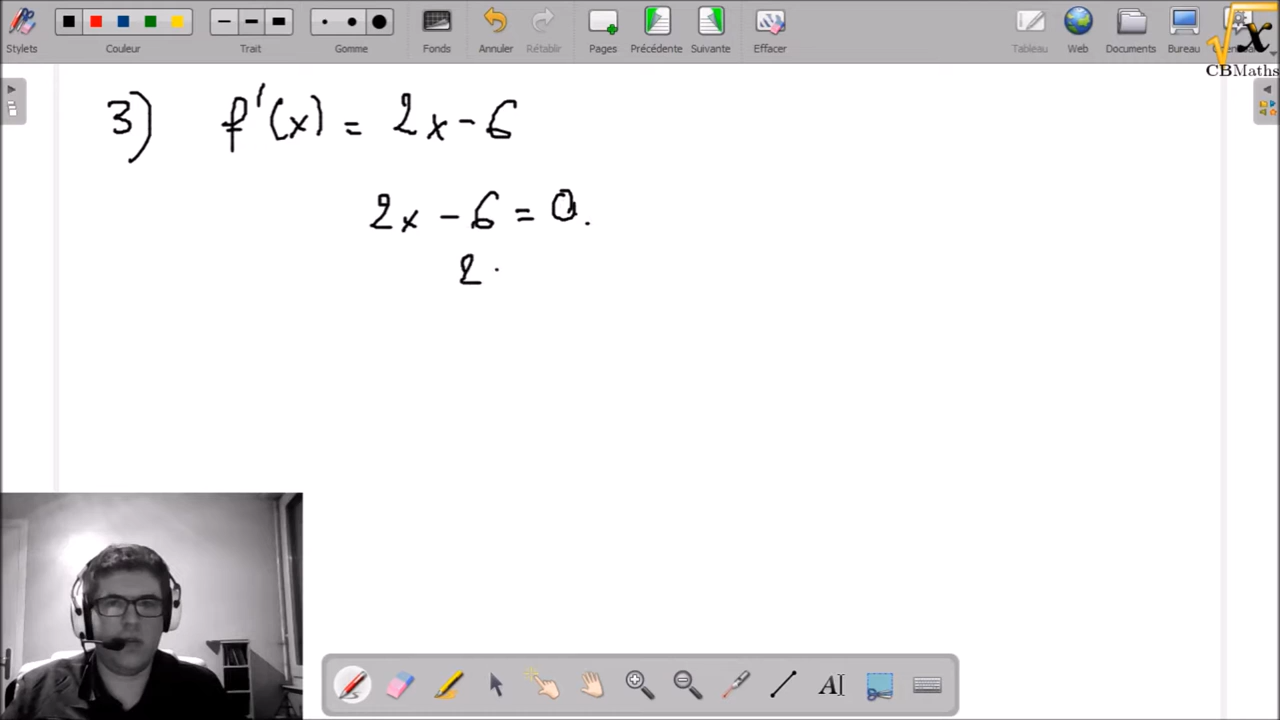 Stylets Couleur Trait Gomme Fonds Annuler Rétablir Pages Précédente Suivante Effacer Tableau Web Documents Bureau
CBMaths
3) f'(x) = 2x - 6
2x - 6 = 0.
2